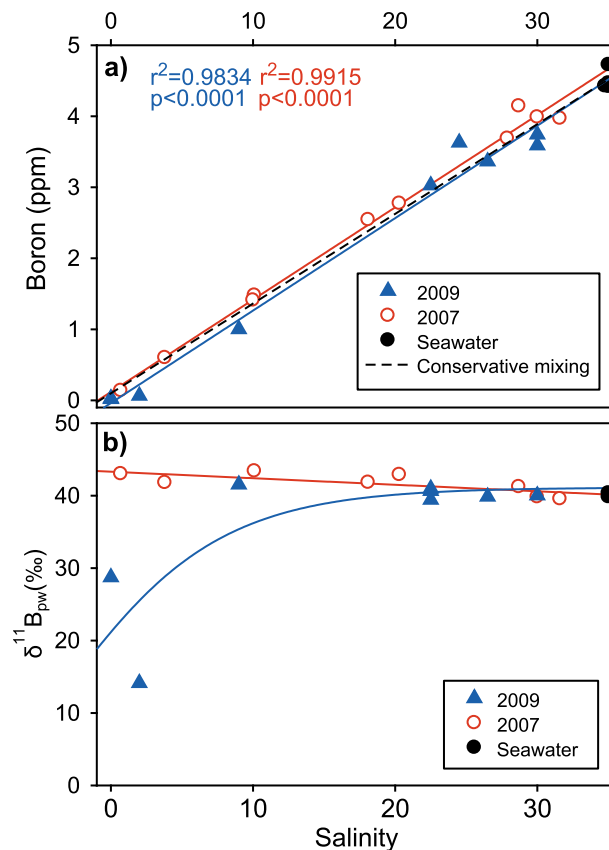 0 10 20 30
a)
r²=0.9834 r²=0.9915
p<0.0001 p<0.0001
5
4
3
2
1
0
Boron (ppm)
2009
2007
Seawater
Conservative mixing
b)
50
40
30
20
10
0
δ¹¹Bpw(‰)
2009
2007
Seawater
0 10 20 30
Salinity